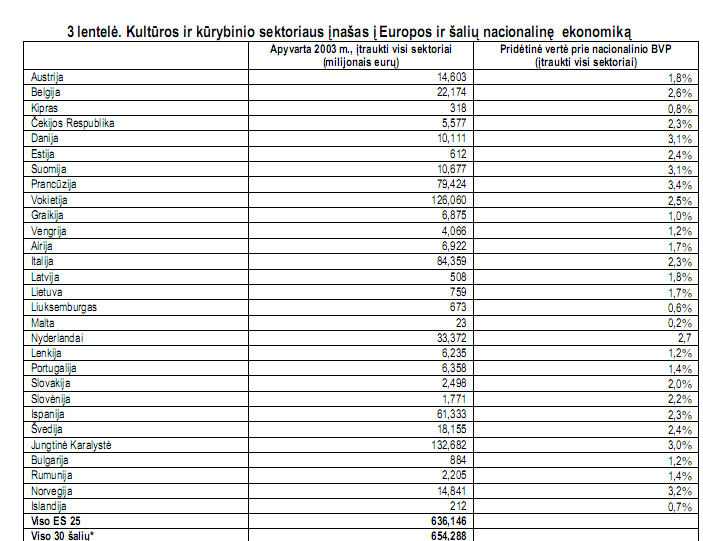 3 lentelė. Kultūros ir kūrybinio sektoriaus įnašas į Europos ir šalių nacionalinę ekonomiką
Apyvarta 2003 m., įtraukti visi sektoriai (milijonais eurų) Pridėtinė vertė prie nacionalinio BVP (įtraukti visi sektoriai)
Austrija 14,603 1,8%
Belgija 22,174 2,6%
Kipras 318 0,8%
Čekijos Respublika 5,577 2,3%
Danija 10,111 3,1%
Estija 612 2,4%
Suomija 10,677 3,1%
Prancūzija 79,424 3,4%
Vokietija 126,060 2,5%
Graikija 6,875 1,0%
Vengrija 4,066 1,2%
Airija 6,922 1,7%
Italija 84,359 2,3%
Latvija 508 1,8%
Lietuva 759 1,7%
Liuksemburgas 673 0,6%
Malta 23 0,2%
Nyderlandai 33,372 2,7
Lenkija 6,235 1,2%
Portugalija 6,358 1,4%
Slovakija 2,498 2,0%
Slovėnija 1,771 2,2%
Ispanija 61,333 2,3%
Švedija 18,155 2,4%
Jungtinė Karalystė 132,682 3,0%
Bulgarija 884 1,2%
Rumunija 2,205 1,4%
Norvegija 14,841 3,2%
Islandija 212 0,7%
Viso ES 25 636,146
Viso 30 šalių* 654,288